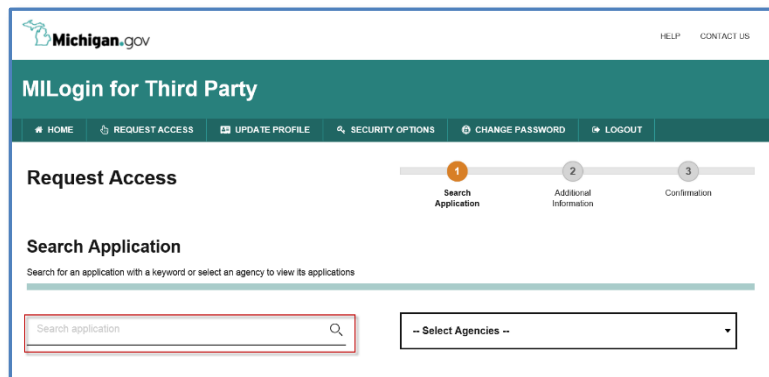 Michigan.gov
HELP CONTACT US
MILogin for Third Party
HOME REQUEST ACCESS UPDATE PROFILE SECURITY OPTIONS CHANGE PASSWORD LOGOUT
Request Access
1 2 3
Search Application
Additional Information
Confirmation
Search Application
Search for an application with a keyword or select an agency to view its applications
Search application
-- Select Agencies --